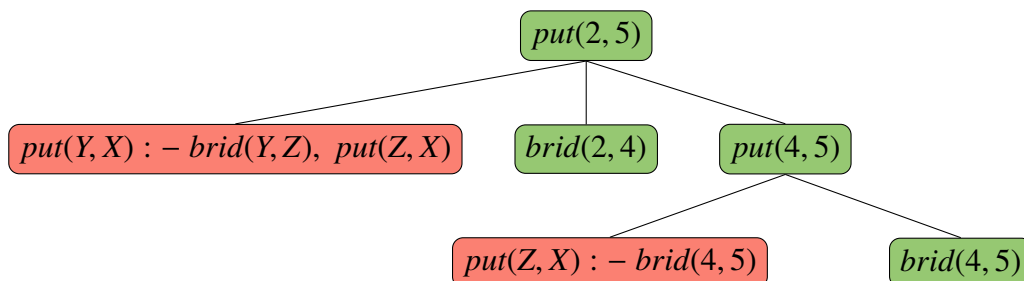 put(2, 5)
put(Y, X) : − brid(Y, Z), put(Z, X)
brid(2, 4)
put(4, 5)
put(Z, X) : − brid(4, 5)
brid(4, 5)